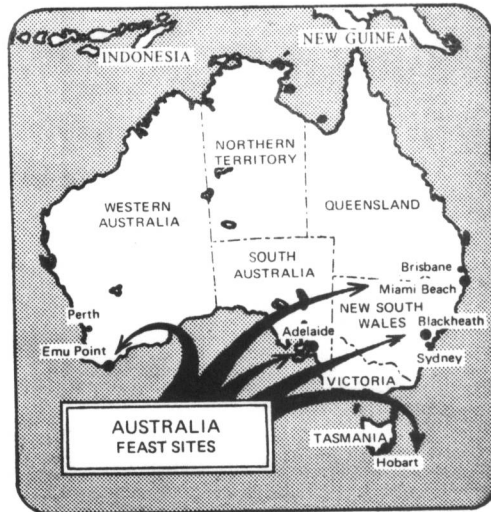 INDONESIA
NEW GUINEA
NORTHERN
TERRITORY
WESTERN
AUSTRALIA
QUEENSLAND
SOUTH
AUSTRALIA
Brisbane
Miami Beach
NEW SOUTH
WALES
Blackheath
Perth
Adelaide
Emu Point
Sydney
VICTORIA
AUSTRALIA
FEAST SITES
TASMANIA
Hobart